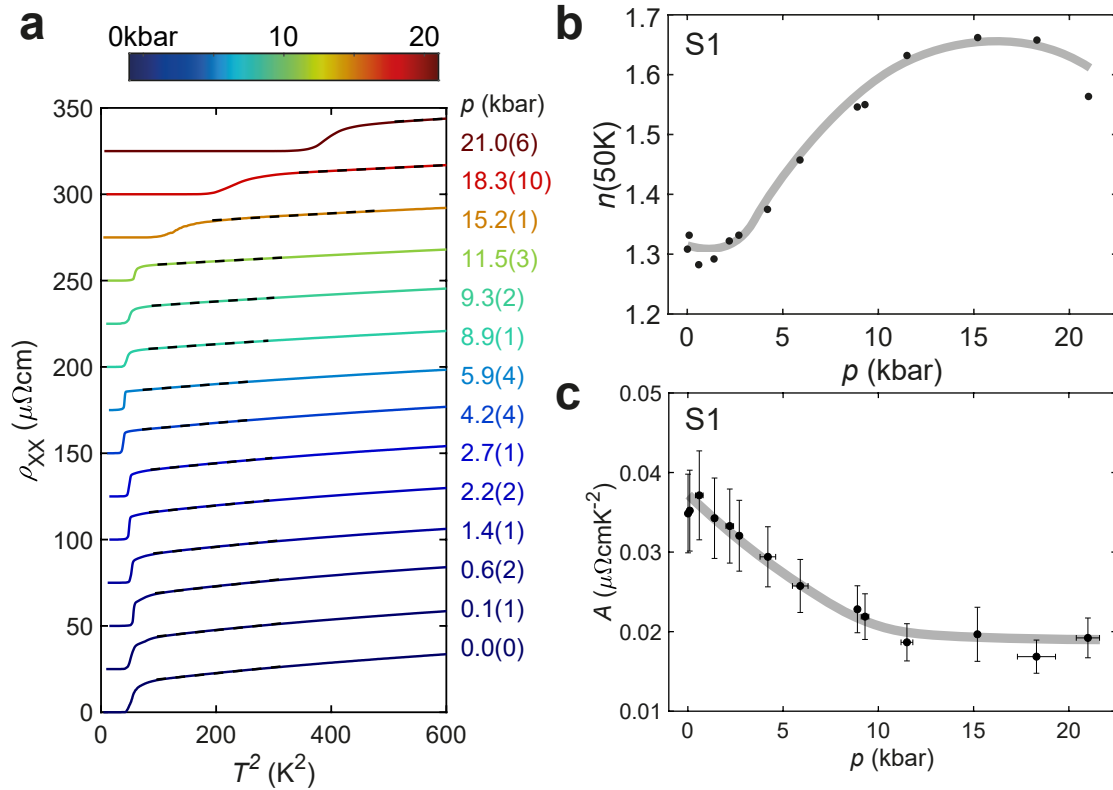 a
0kbar 10 20
p (kbar)
350
300
250
200
150
100
50
0
ρXX (μΩcm)
0 200 400 600
T² (K²)
21.0(6)
18.3(10)
15.2(1)
11.5(3)
9.3(2)
8.9(1)
5.9(4)
4.2(4)
2.7(1)
2.2(2)
1.4(1)
0.6(2)
0.1(1)
0.0(0)
b
S1
1.7
1.6
1.5
1.4
1.3
1.2
n(50K)
0 5 10 15 20
p (kbar)
c
S1
0.05
0.04
0.03
0.02
0.01
A (μΩcmK⁻²)
0 5 10 15 20
p (kbar)